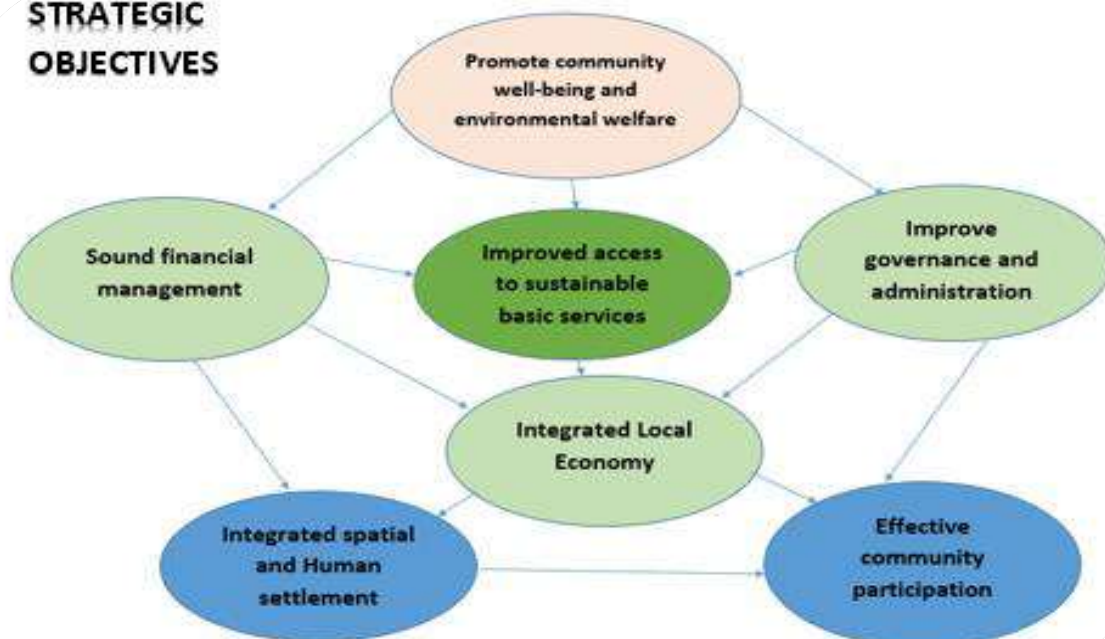 STRATEGIC
OBJECTIVES
Promote community
well-being and
environmental welfare
Sound financial
management
Improved access
to sustainable
basic services
Improve
governance and
administration
Integrated Local
Economy
Integrated spatial
and Human
settlement
Effective
community
participation